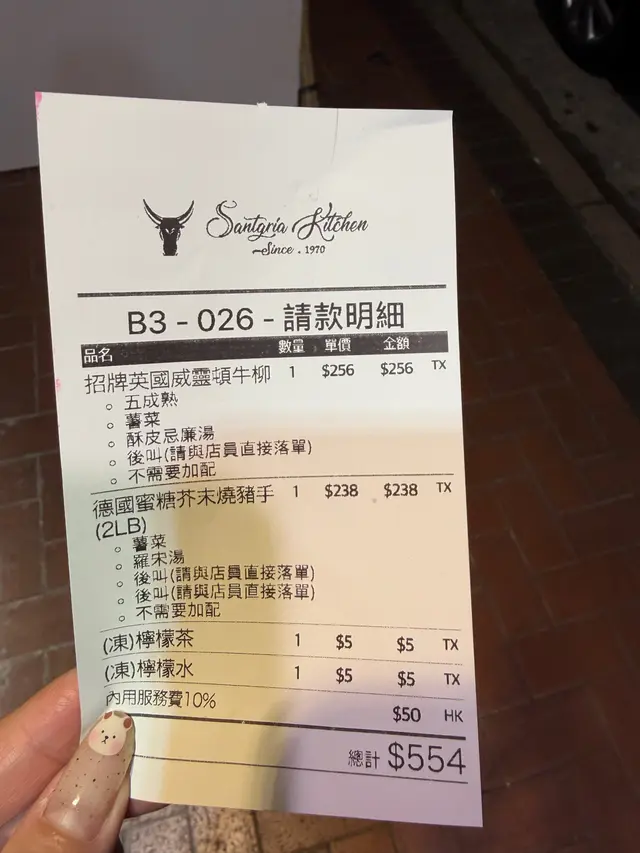 Santgria Kitchen
~Since . 1970
B3 - 026 - 請款明細
品名 數量 單價 金額
招牌英國威靈頓牛柳 1 $256 $256 TX
五成熟
薯菜
酥皮忌廉湯
後叫(請與店員直接落單)
不需要加配
德國蜜糖芥末燒豬手 1 $238 $238 TX
(2LB)
薯菜
羅宋湯
後叫(請與店員直接落單)
後叫(請與店員直接落單)
不需要加配
(凍)檸檬茶 1 $5 $5 TX
(凍)檸檬水 1 $5 $5 TX
內用服務費10% $50 HK
總計 $554